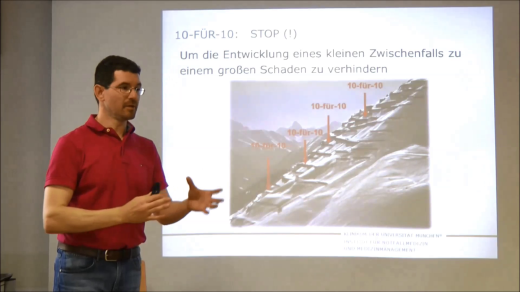 10-FÜR-10: STOP (!)
Um die Entwicklung eines kleinen Zwischenfalls zu
einem großen Schaden zu verhindern
10-für-10
10-für-10
10-für-10
10-für-10